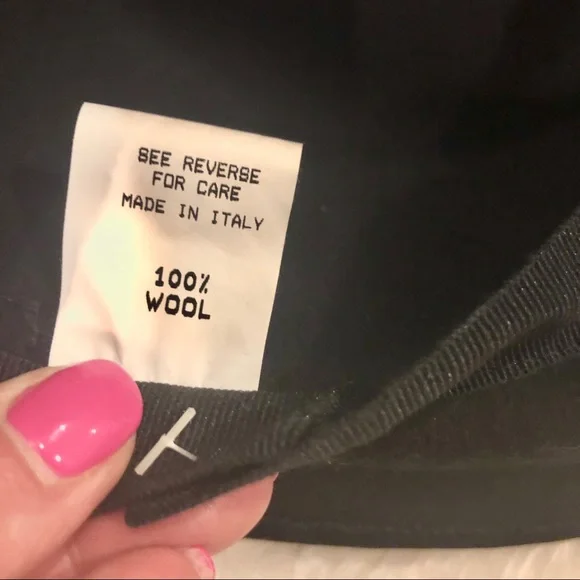 SEE REVERSE
FOR CARE
MADE IN ITALY
100%
WOOL